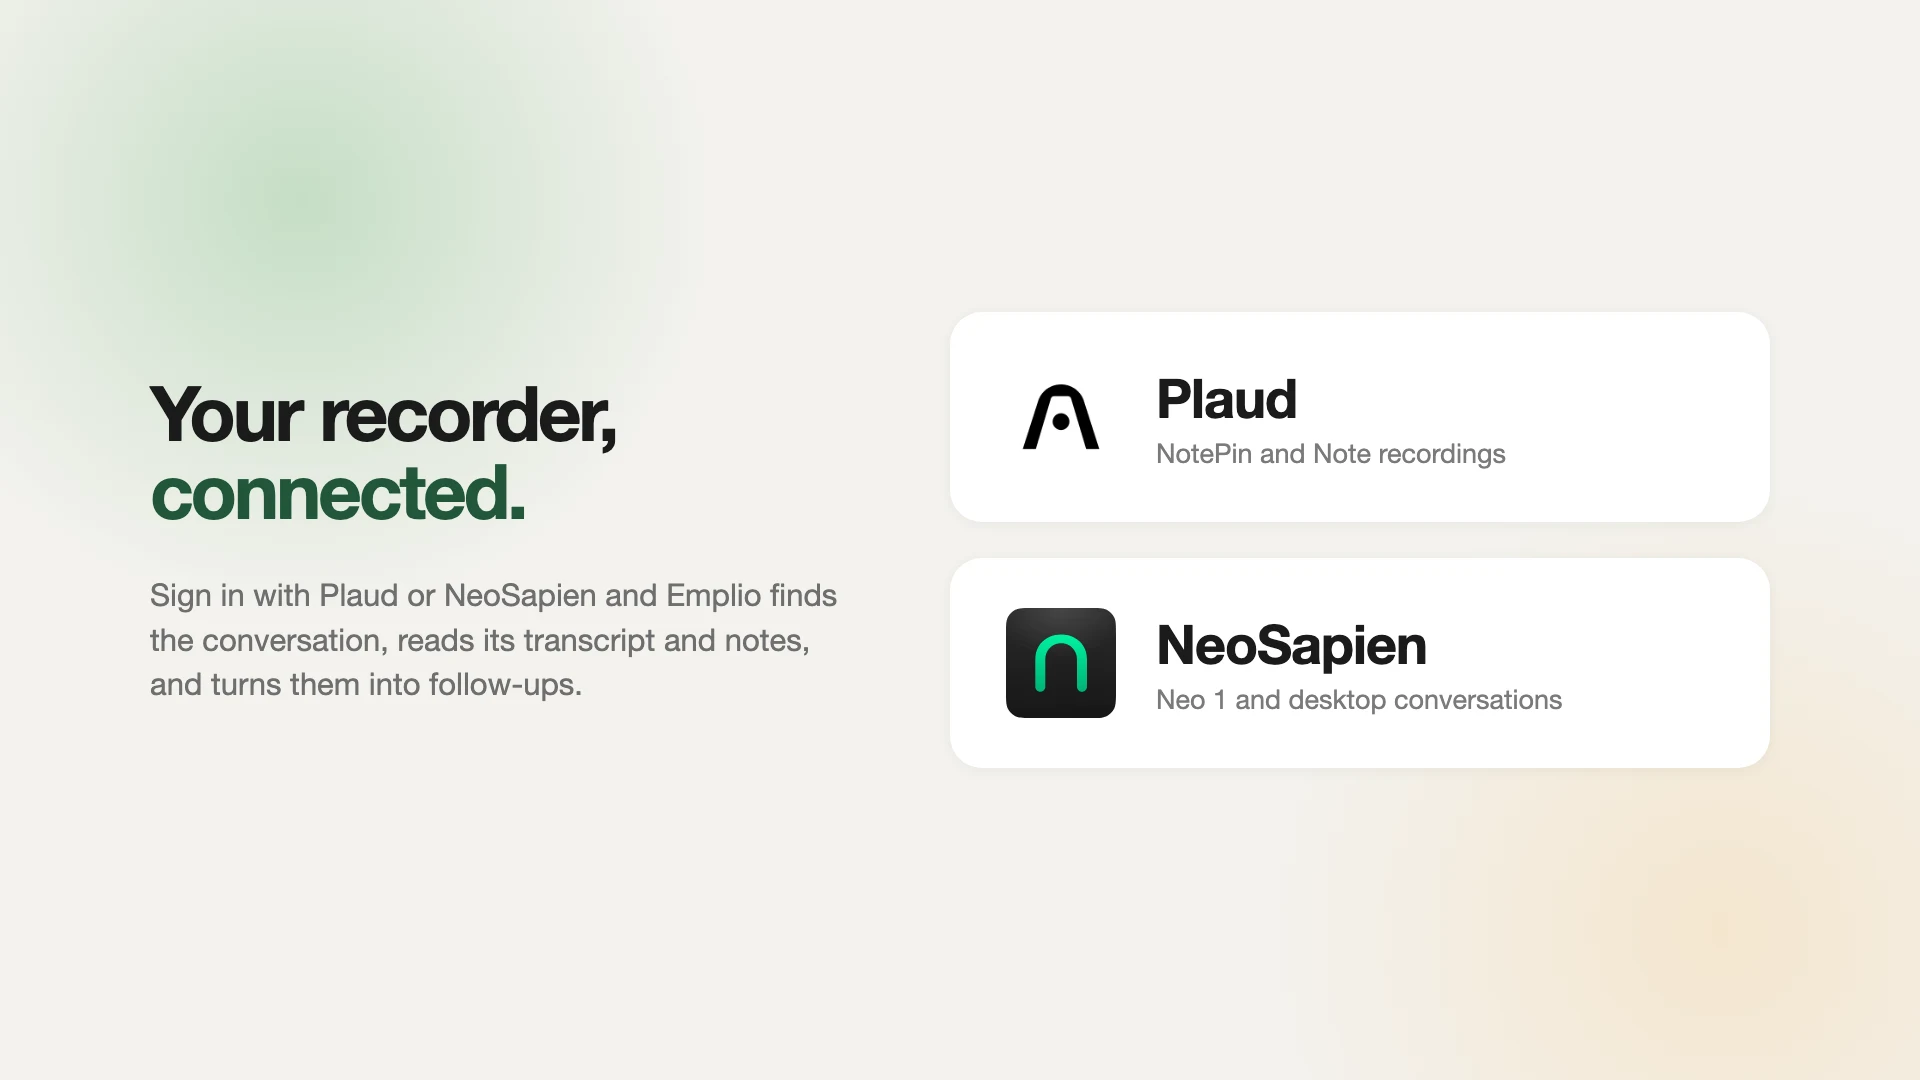 Your recorder,
connected.
Sign in with Plaud or NeoSapien and Emplio finds
the conversation, reads its transcript and notes,
and turns them into follow-ups.
Plaud
NotePin and Note recordings
NeoSapien
Neo 1 and desktop conversations